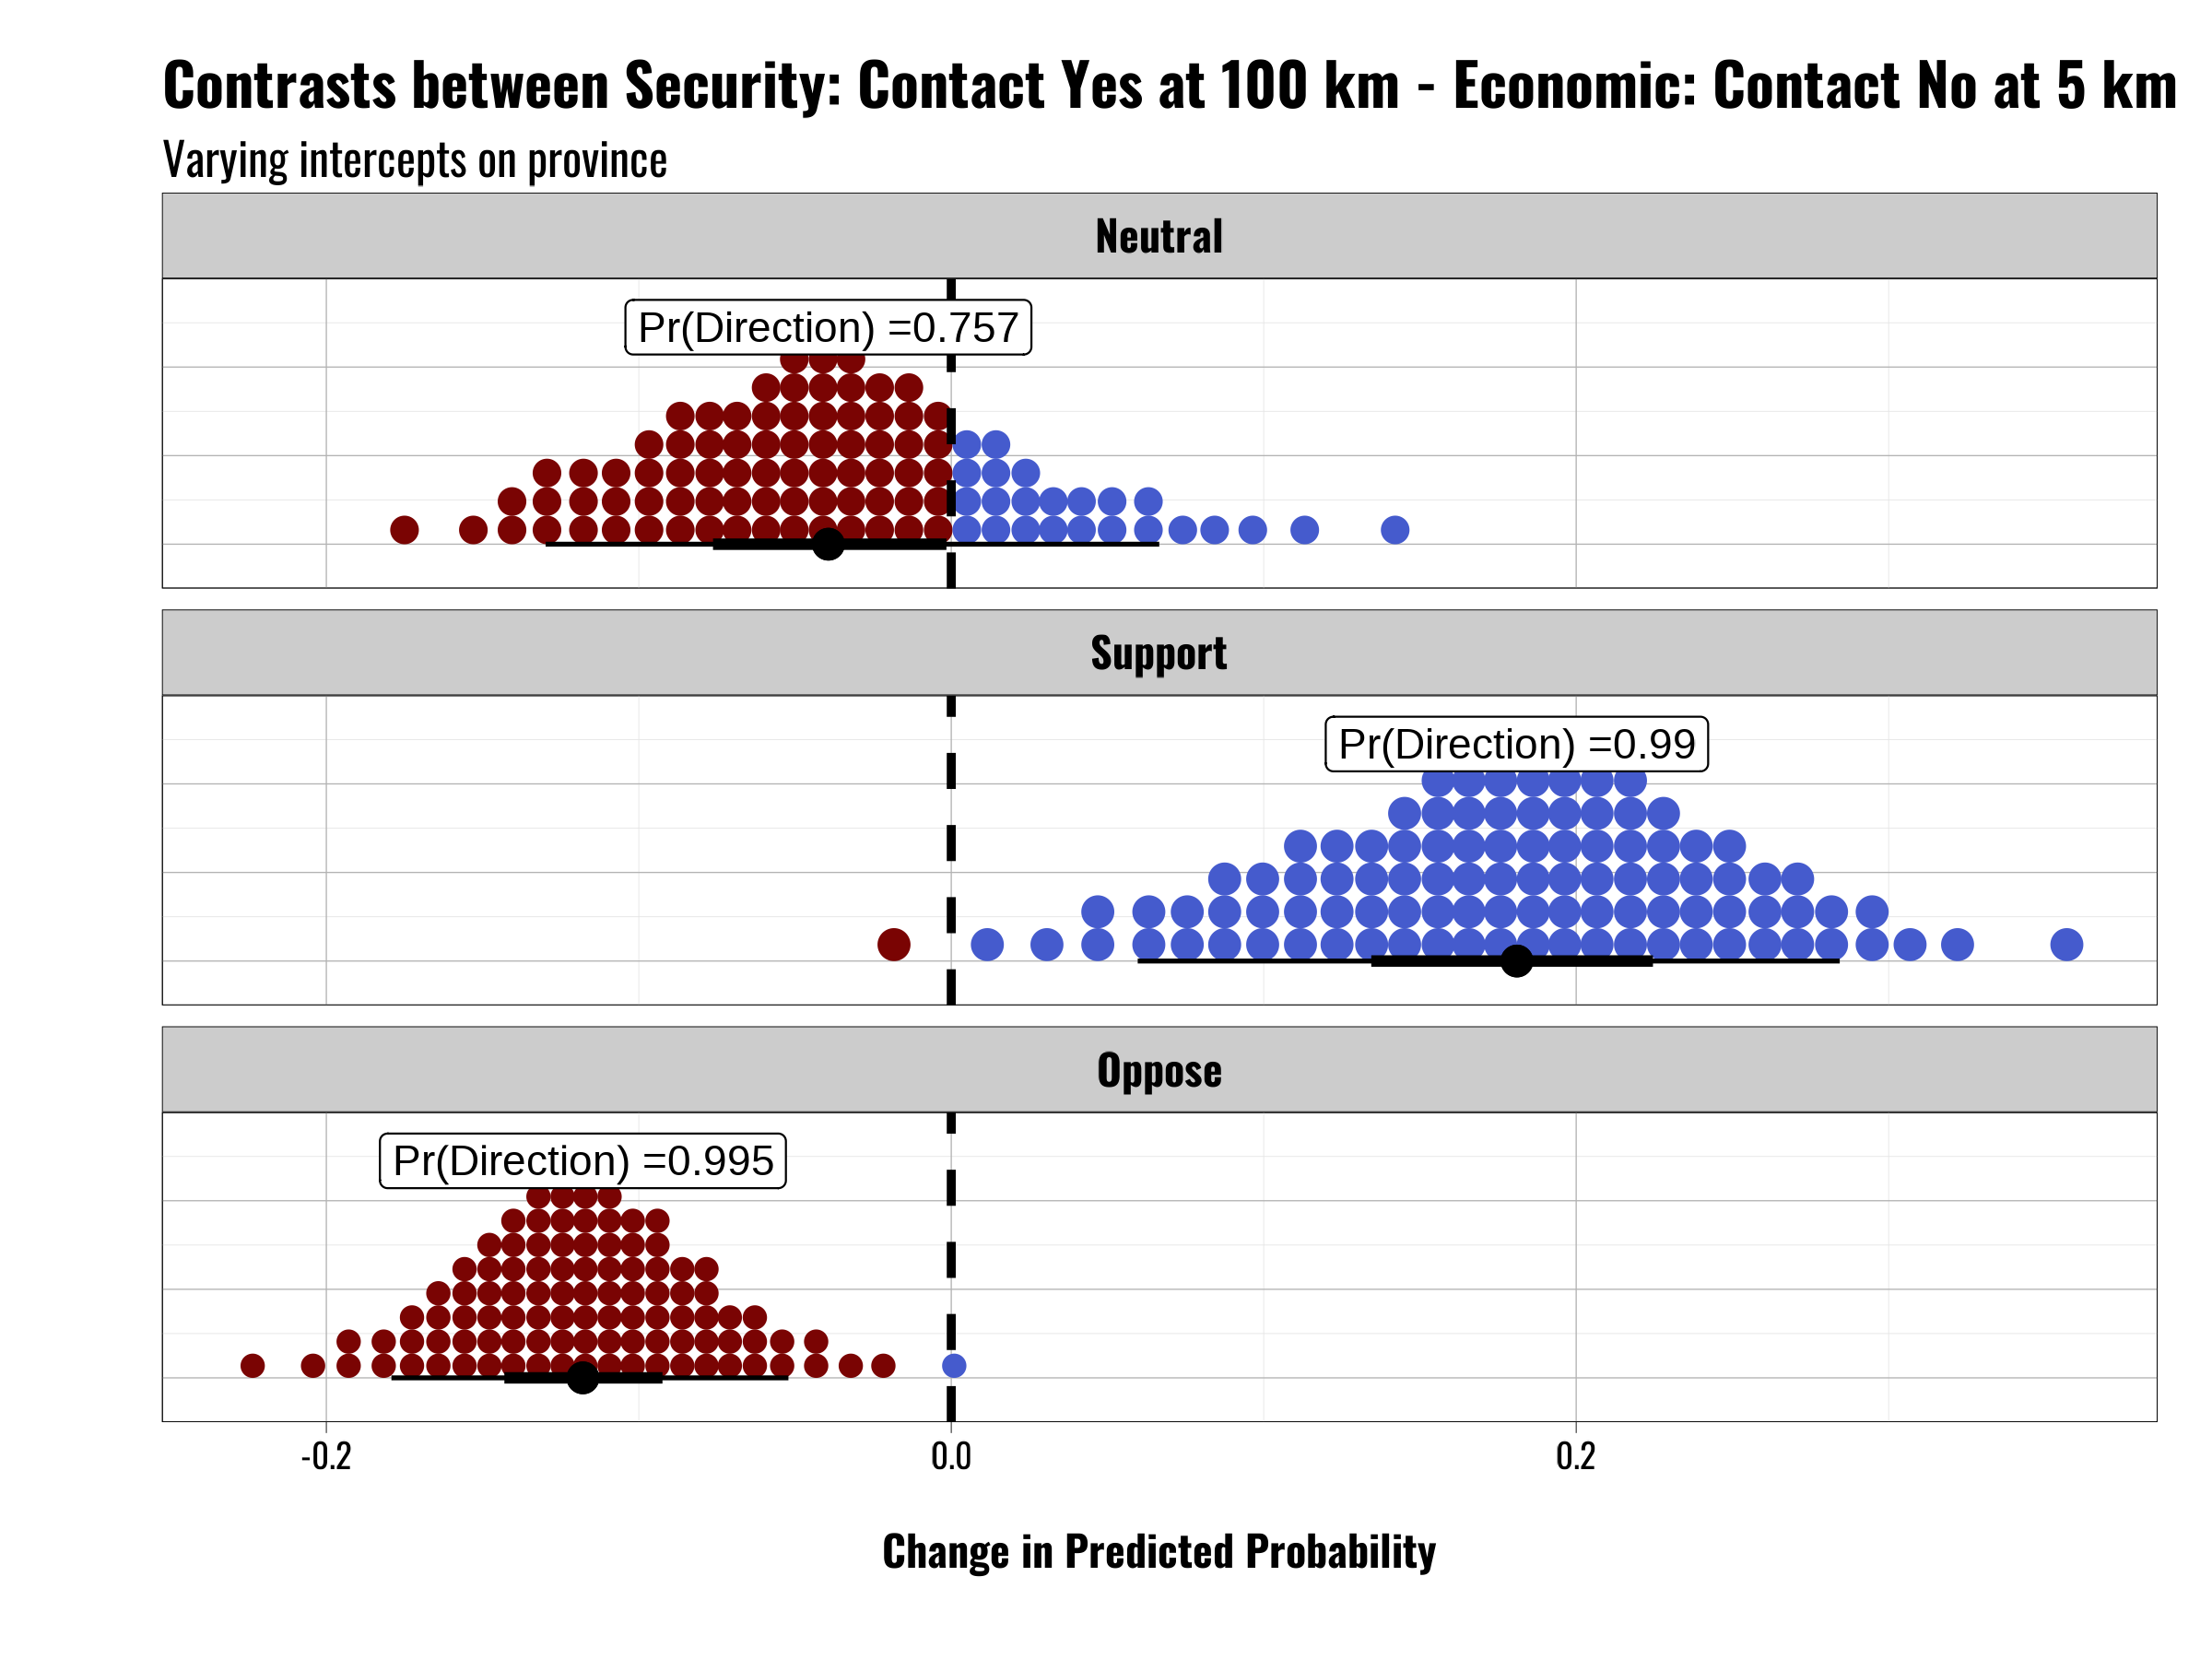 Contrasts between Security: Contact Yes at 100 km - Economic: Contact No at 5 km
Varying intercepts on province
Neutral
Pr(Direction) =0.757
Support
Pr(Direction) =0.99
Oppose
Pr(Direction) =0.995
-0.2 0.0 0.2
Change in Predicted Probability